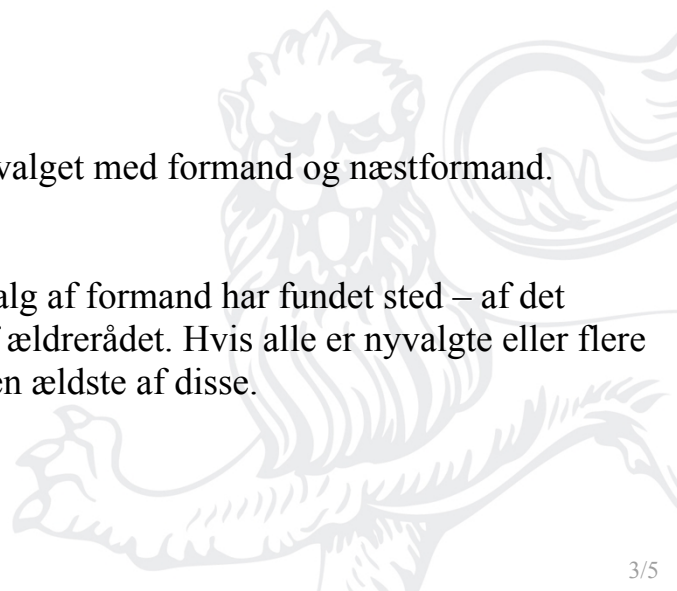 valget med formand og næstformand.
alg af formand har fundet sted – af det
ældrerådet. Hvis alle er nyvalgte eller flere
en ældste af disse.
3/5